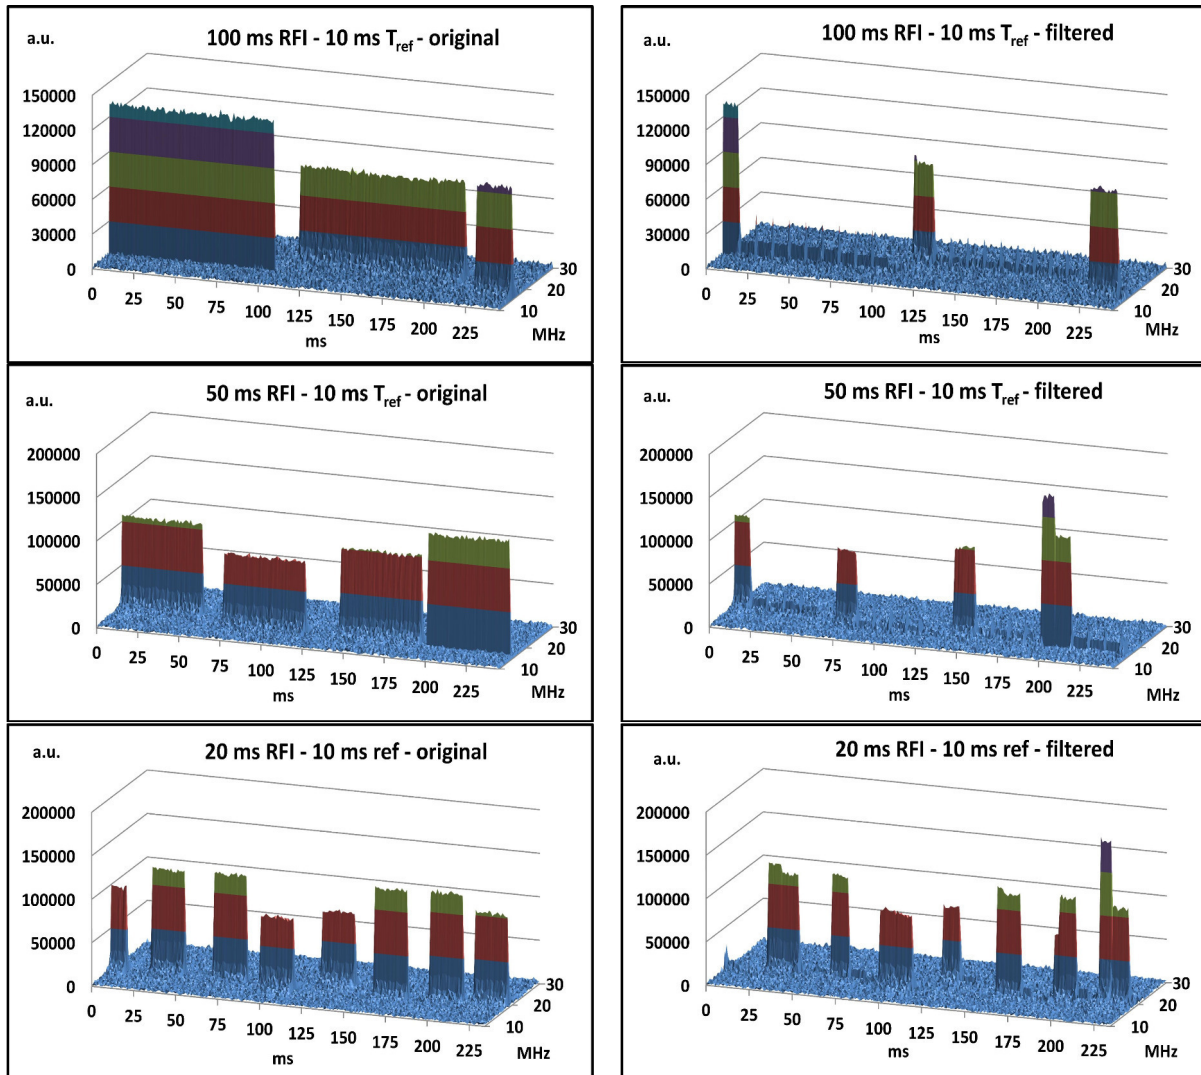 a.u.
100 ms RFI - 10 ms Tref - original
150000
120000
90000
60000
30000
0
0 25 50 75 100 125 150 175 200 225
ms
10 20 30
MHz
a.u.
100 ms RFI - 10 ms Tref - filtered
150000
120000
90000
60000
30000
0
0 25 50 75 100 125 150 175 200 225
ms
10 20 30
MHz
a.u.
50 ms RFI - 10 ms Tref - original
200000
150000
100000
50000
0
0 25 50 75 100 125 150 175 200 225
ms
10 20 30
MHz
a.u.
50 ms RFI - 10 ms Tref - filtered
200000
150000
100000
50000
0
0 25 50 75 100 125 150 175 200 225
ms
10 20 30
MHz
a.u.
20 ms RFI - 10 ms ref - original
200000
150000
100000
50000
0
0 25 50 75 100 125 150 175 200 225
ms
10 20 30
MHz
a.u.
20 ms RFI - 10 ms ref - filtered
200000
150000
100000
50000
0
0 25 50 75 100 125 150 175 200 225
ms
10 20 30
MHz